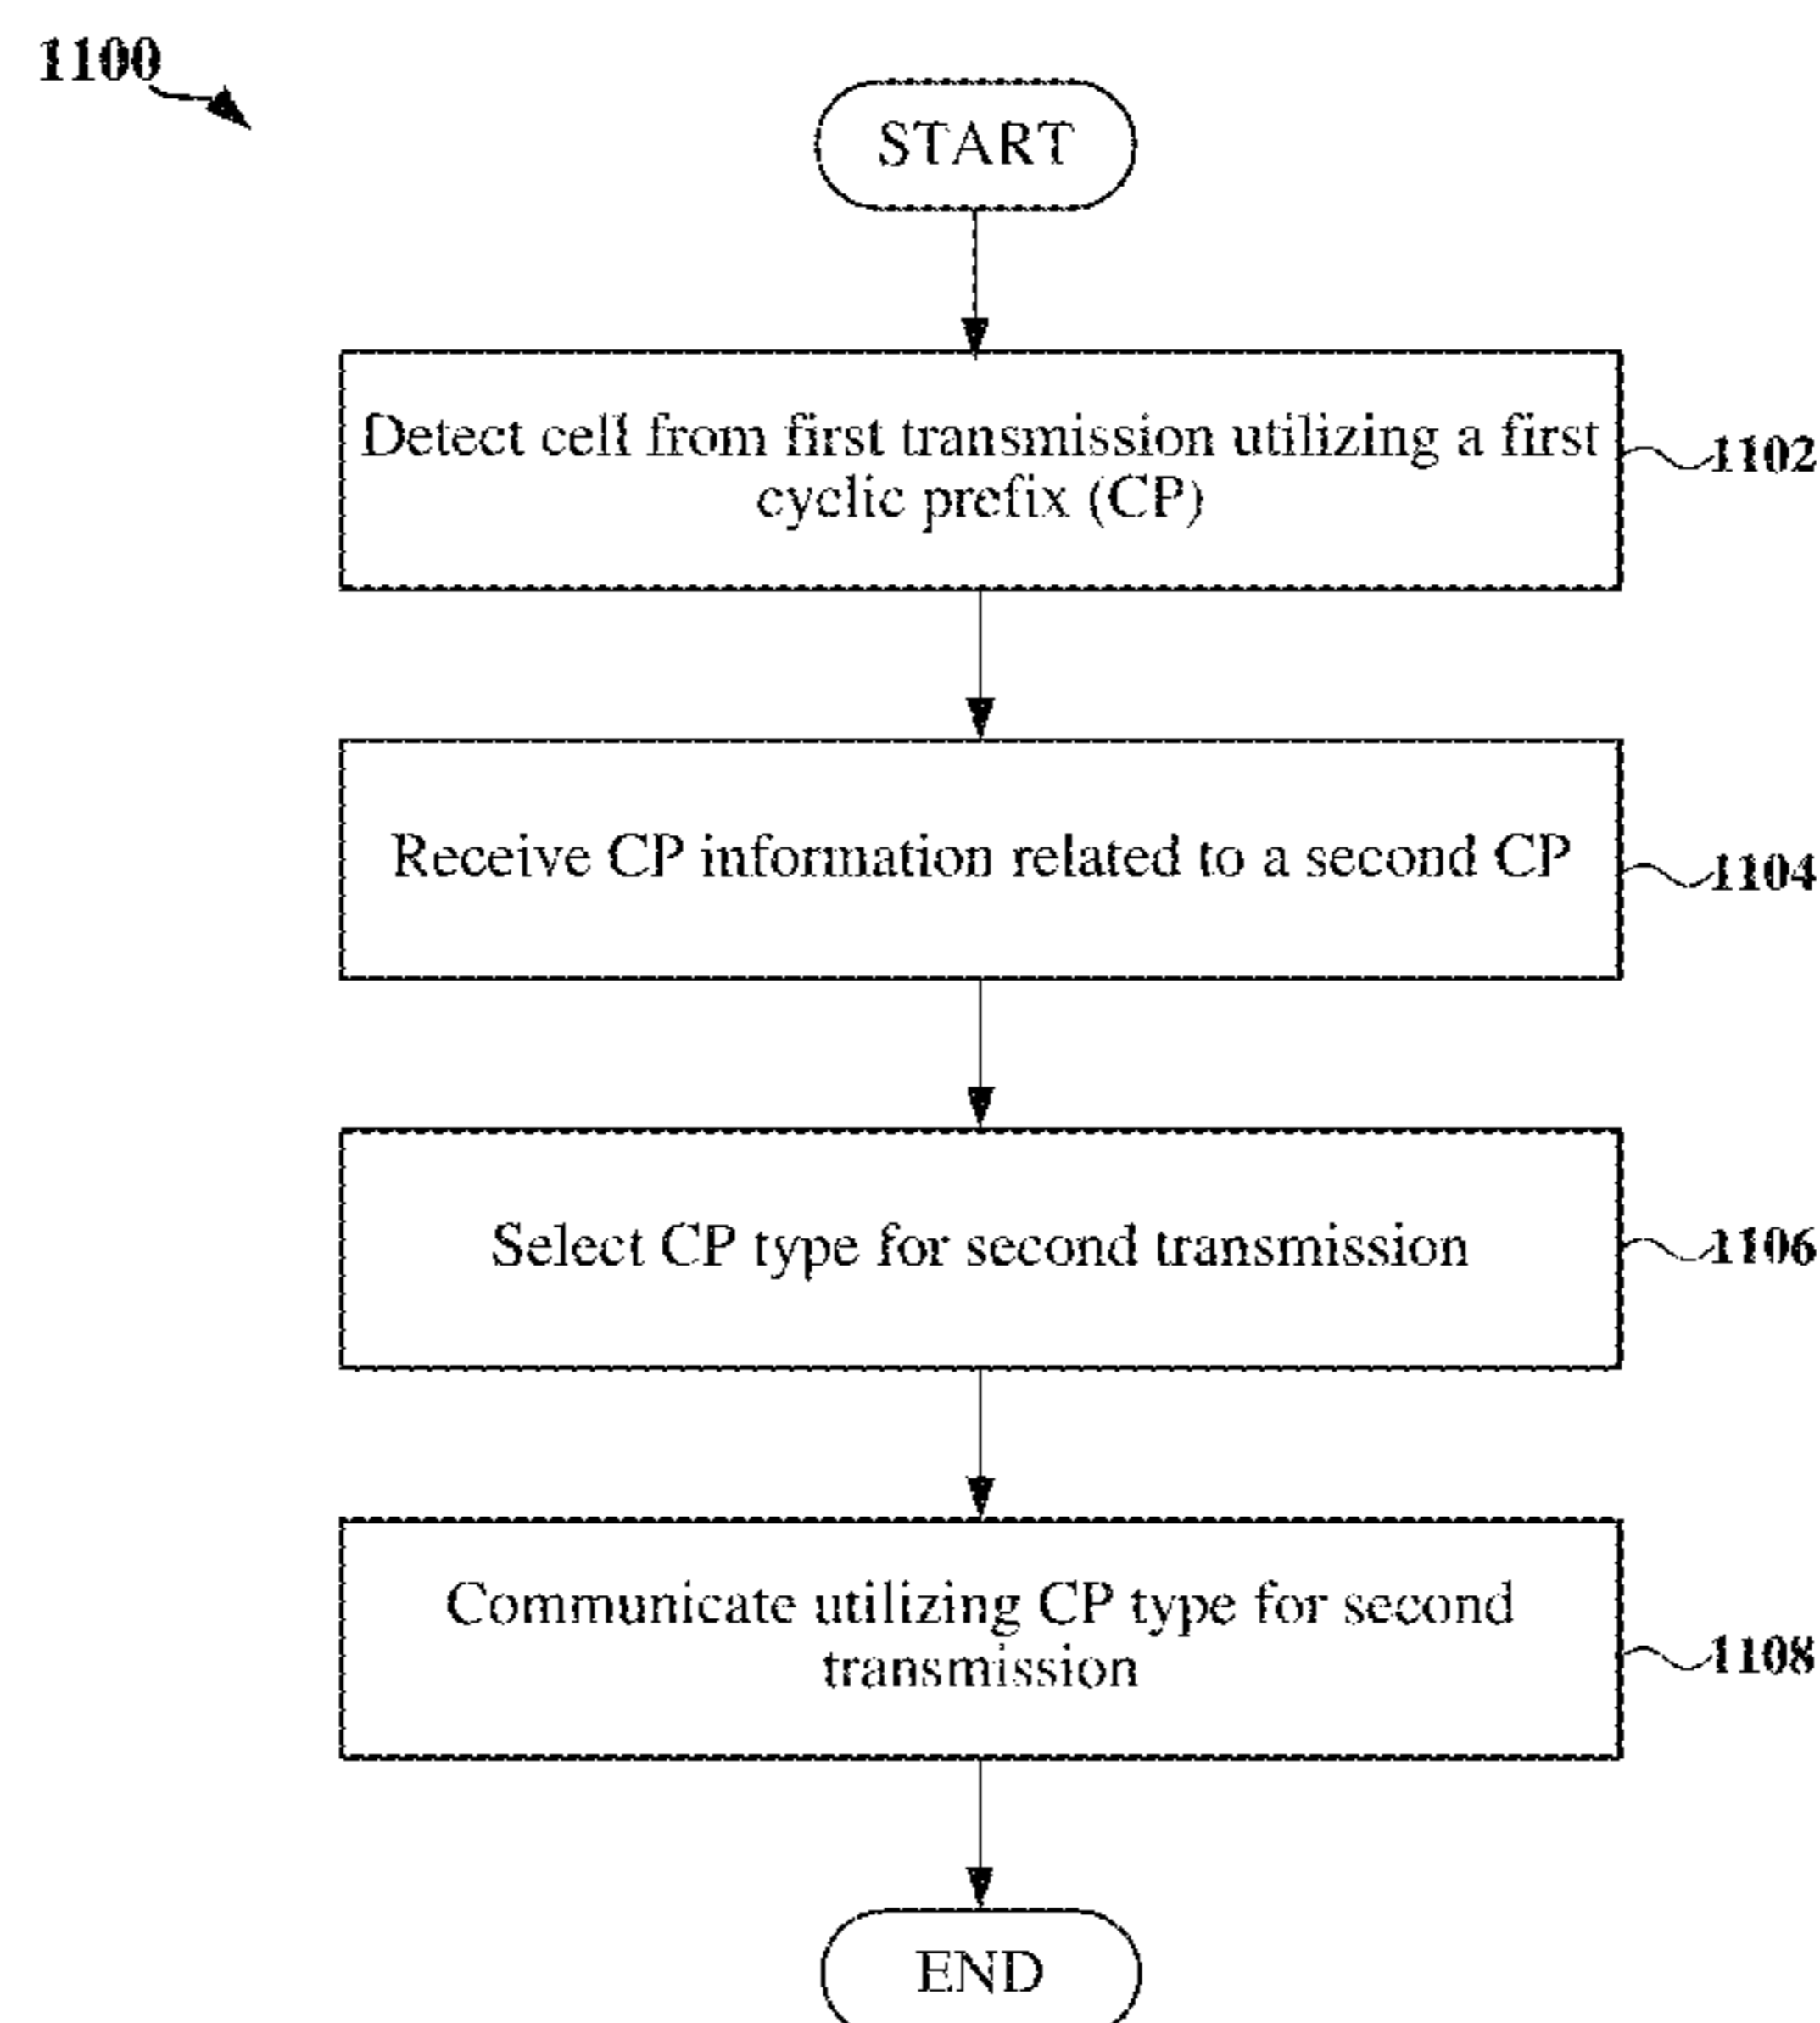 1100
START
Detect cell from first transmission utilizing a first
cyclic prefix (CP)
1102
Receive CP information related to a second CP
1104
Select CP type for second transmission
1106
Communicate utilizing CP type for second
transmission
1108
END